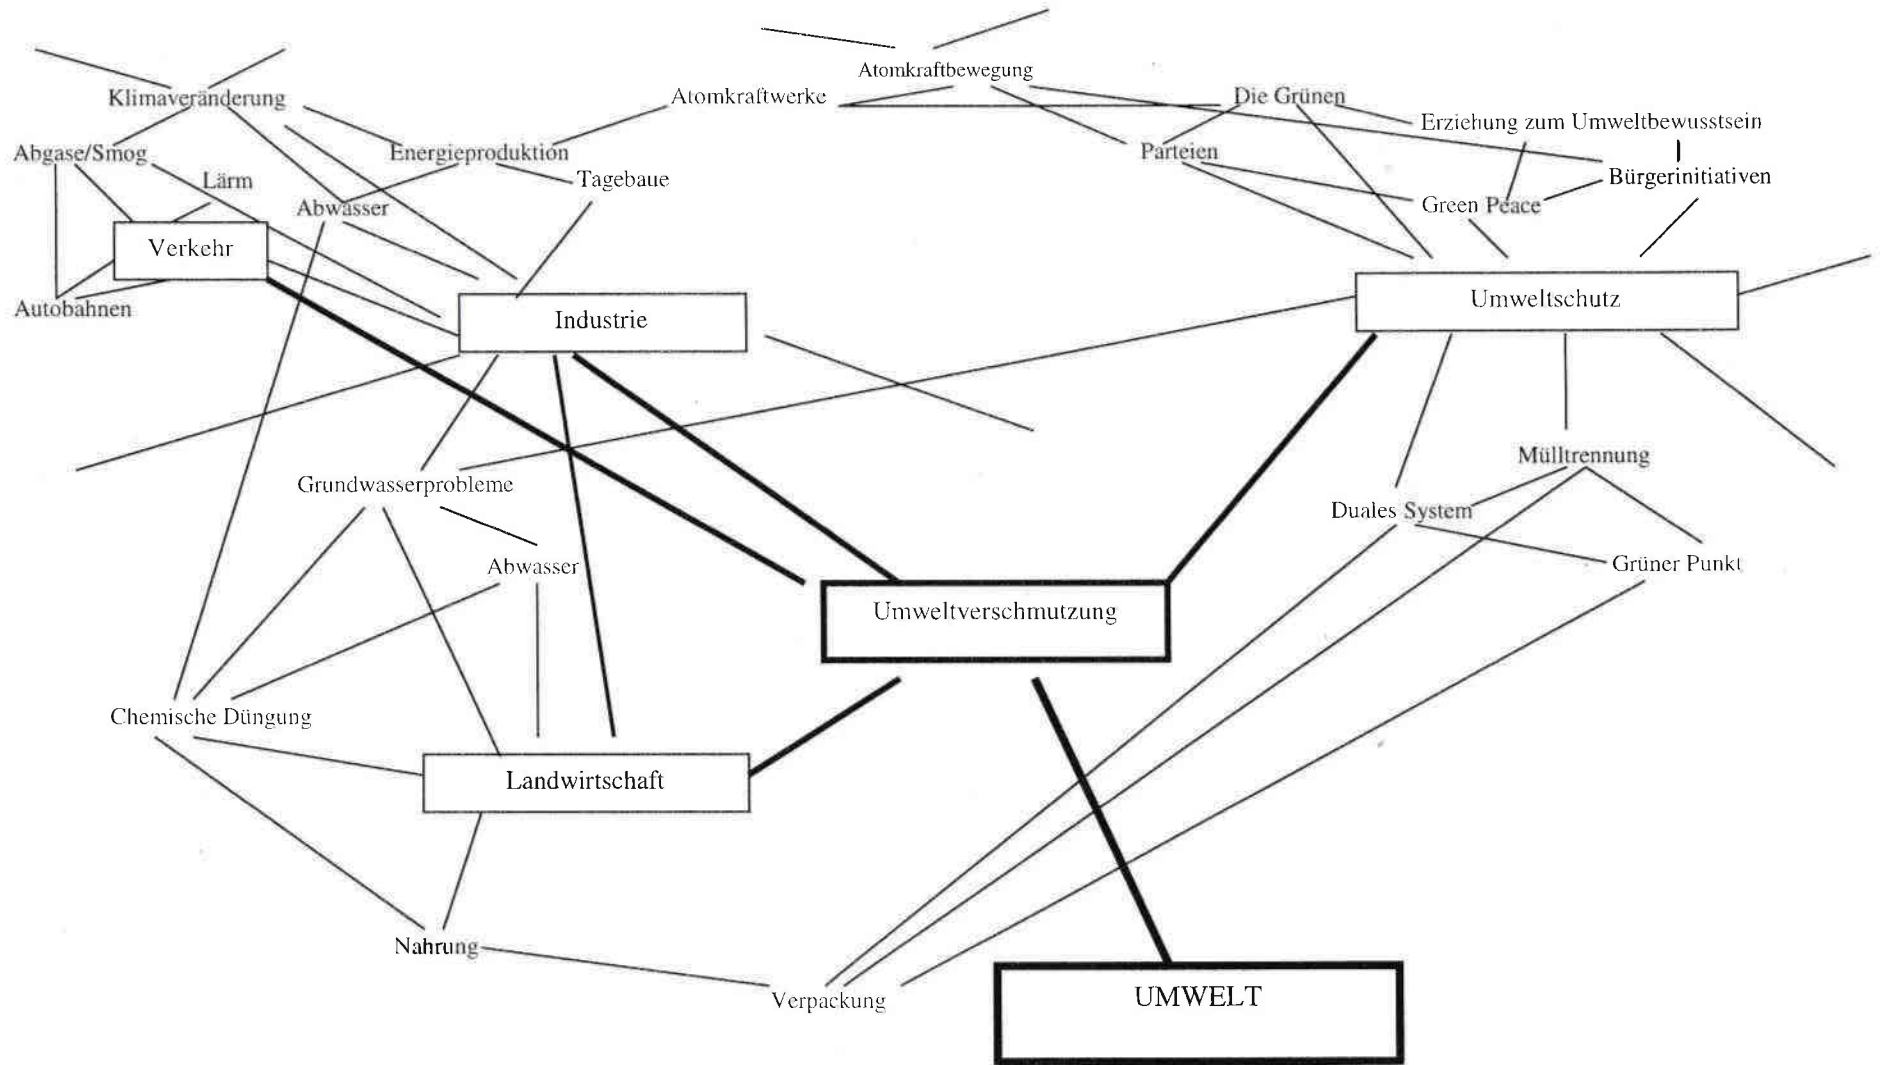 Atomkraftbewegung
Klimaveränderung
Atomkraftwerke
Die Grünen
Erziehung zum Umweltbewusstsein
Abgase/Smog
Energieproduktion
Parteien
Lärm
Tagebaue
Bürgerinitiativen
Abwasser
Green Peace
Verkehr
Autobahnen
Industrie
Umweltschutz
Mülltrennung
Grundwasserprobleme
Duales System
Abwasser
Grüner Punkt
Umweltverschmutzung
Chemische Düngung
Landwirtschaft
Nahrung
Verpackung
UMWELT